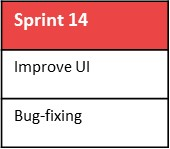 Sprint 14
Improve UI
Bug-fixing